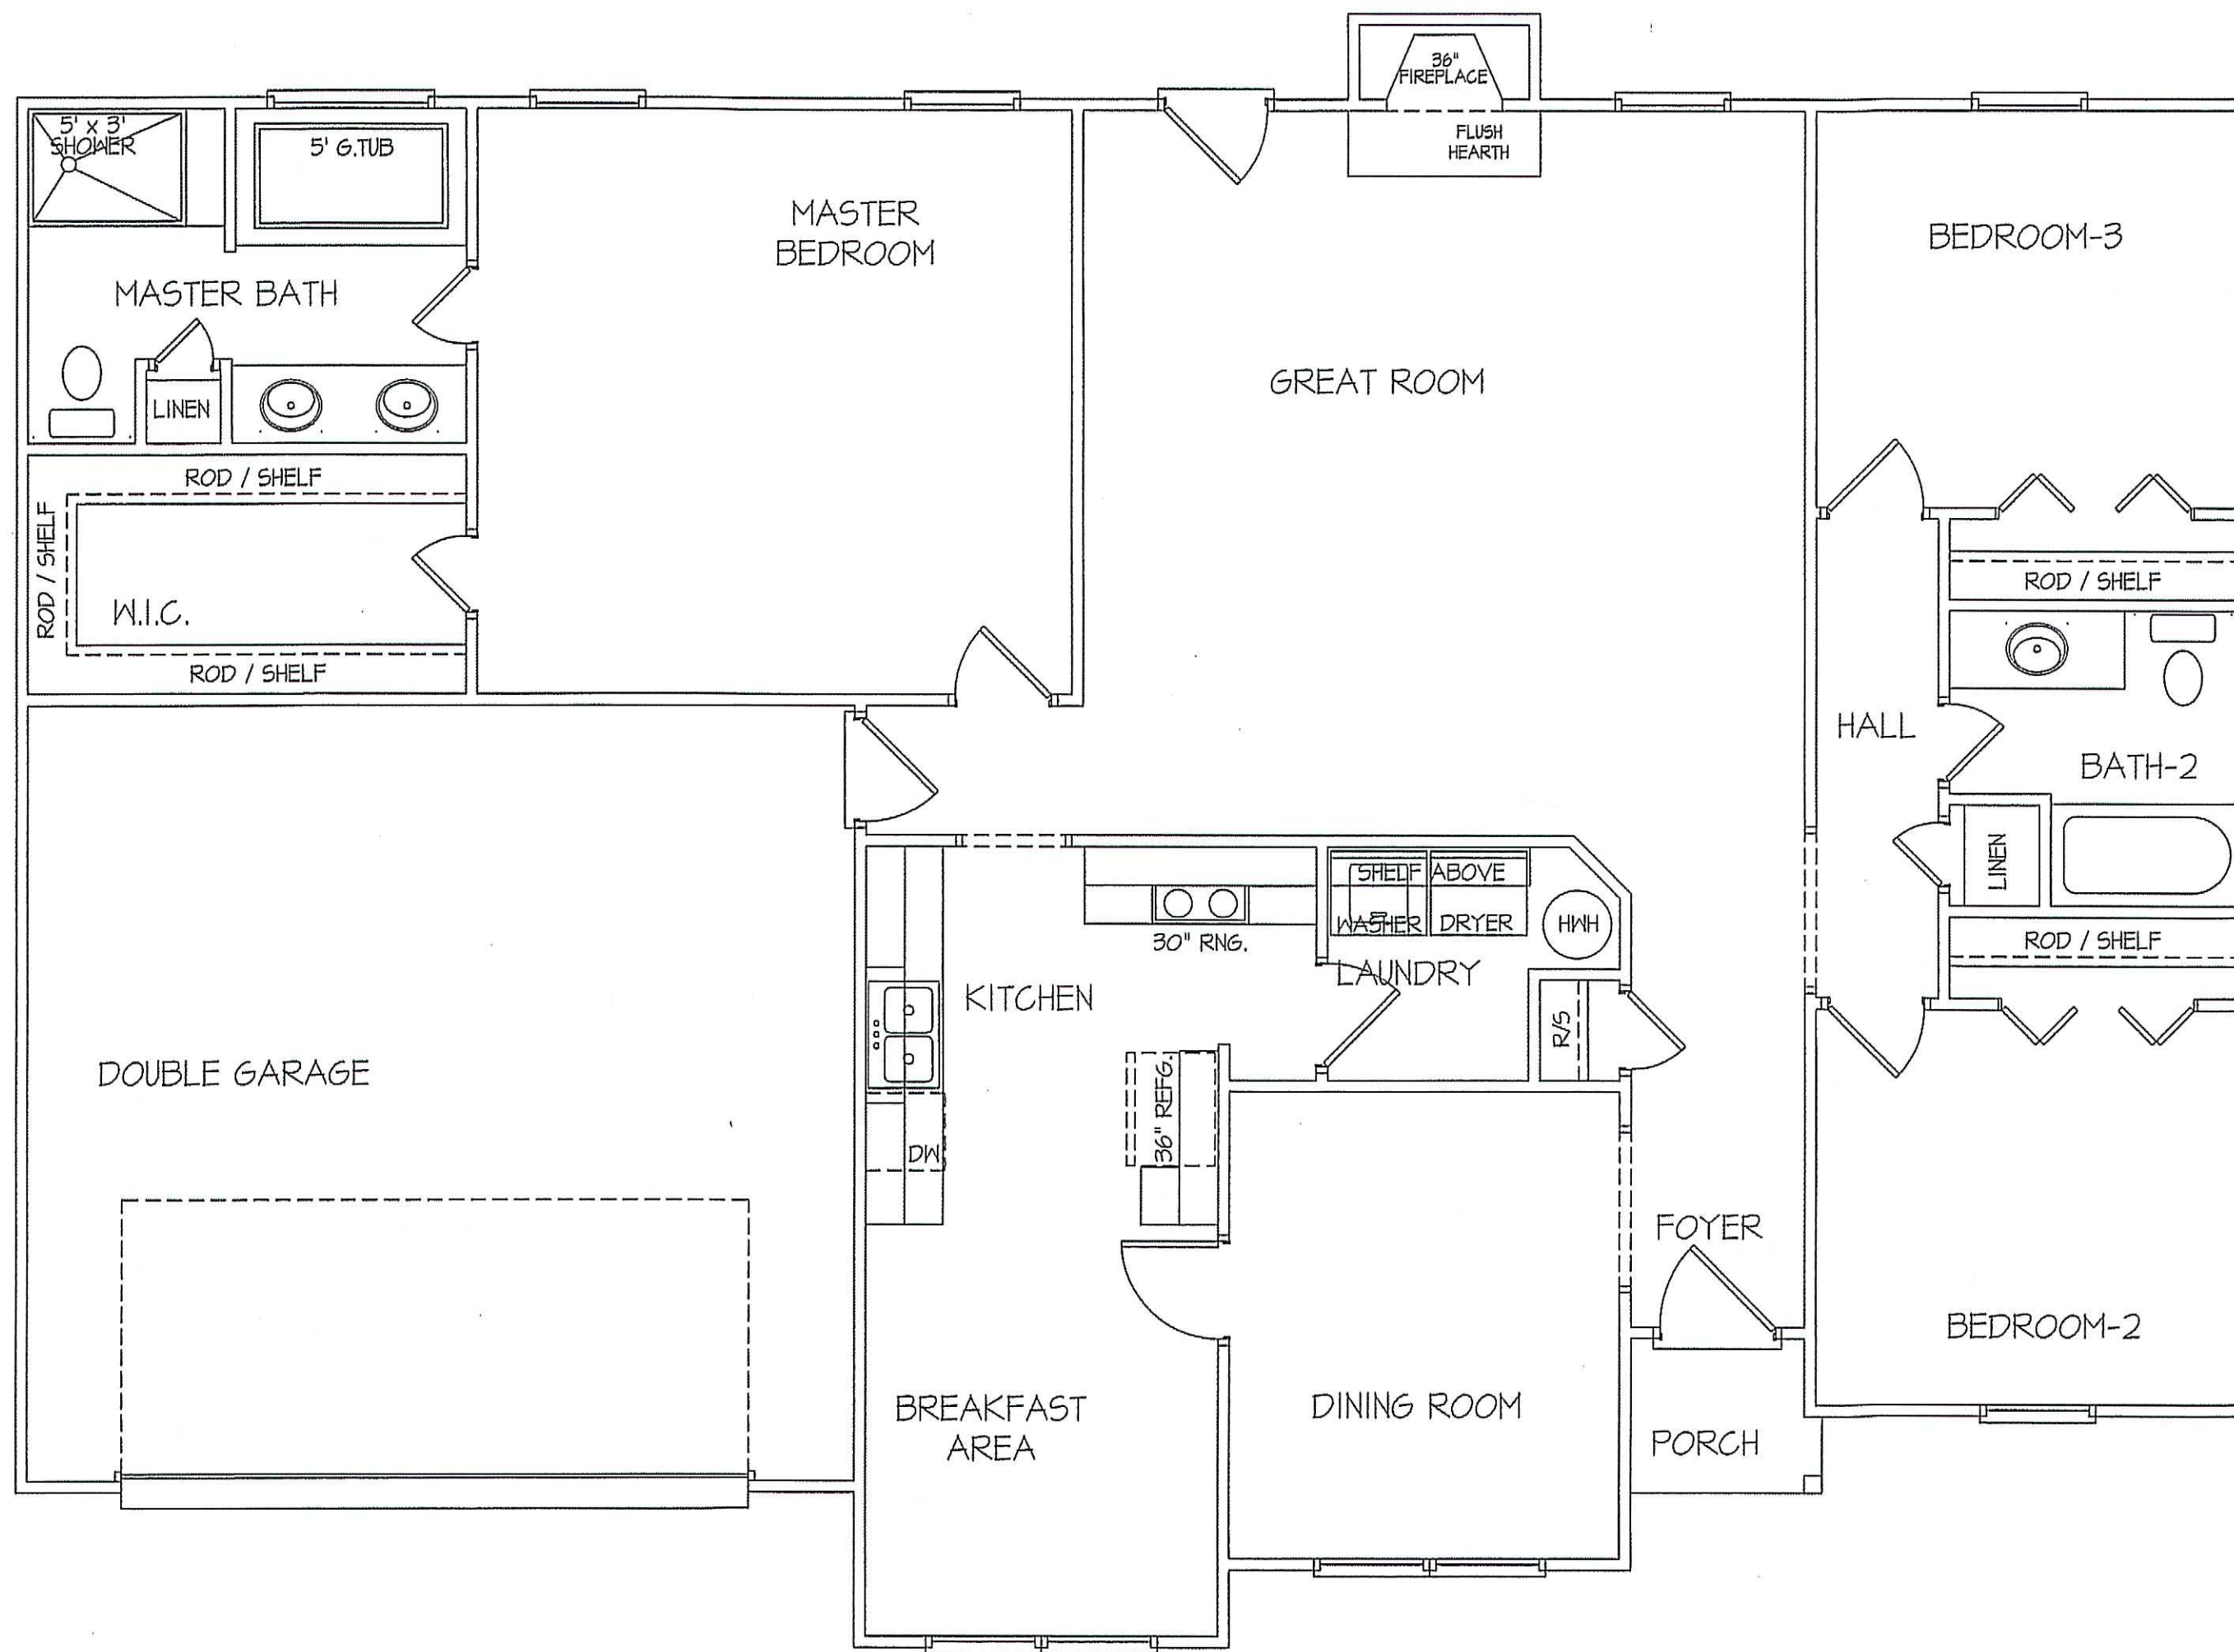 36"
FIREPLACE
FLUSH
HEARTH
5' x 3'
SHOWER
5' G.TUB
MASTER
BEDROOM
BEDROOM-3
MASTER BATH
GREAT ROOM
LINEN
ROD / SHELF
ROD / SHELF
W.I.C.
ROD / SHELF
ROD / SHELF
HALL
BATH-2
LINEN
SHELF ABOVE
WASHER
DRYER
HWH
30" RNG.
ROD / SHELF
LAUNDRY
KITCHEN
R/S
DOUBLE GARAGE
36" REFG.
DW
FOYER
BEDROOM-2
BREAKFAST
AREA
DINING ROOM
PORCH